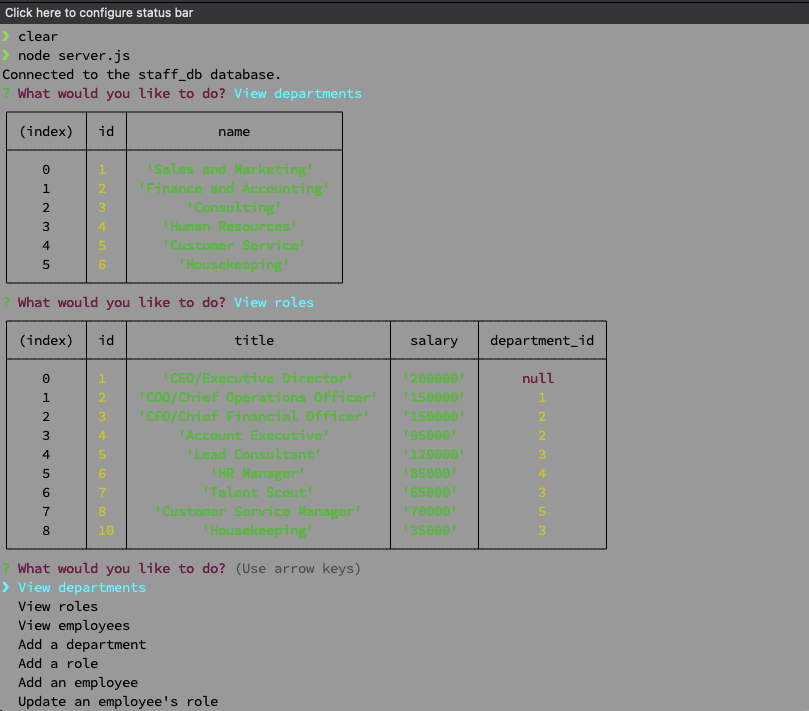 Click here to configure status bar
❯ clear
❯ node server.js
Connected to the staff_db database.
? What would you like to do? View departments
(index) id name
0 1 'Sales and Marketing'
1 2 'Finance and Accounting'
2 3 'Consulting'
3 4 'Human Resources'
4 5 'Customer Service'
5 6 'Housekeeping'
? What would you like to do? View roles
(index) id title salary department_id
0 1 'CEO/Executive Director' '200000' null
1 2 'COO/Chief Operations Officer' '150000' 1
2 3 'CFO/Chief Financial Officer' '150000' 2
3 4 'Account Executive' '95000' 2
4 5 'Lead Consultant' '120000' 3
5 6 'HR Manager' '85000' 4
6 7 'Talent Scout' '65000' 3
7 8 'Customer Service Manager' '70000' 5
8 10 'Housekeeping' '35000' 3
? What would you like to do? (Use arrow keys)
❯ View departments
View roles
View employees
Add a department
Add a role
Add an employee
Update an employee's role